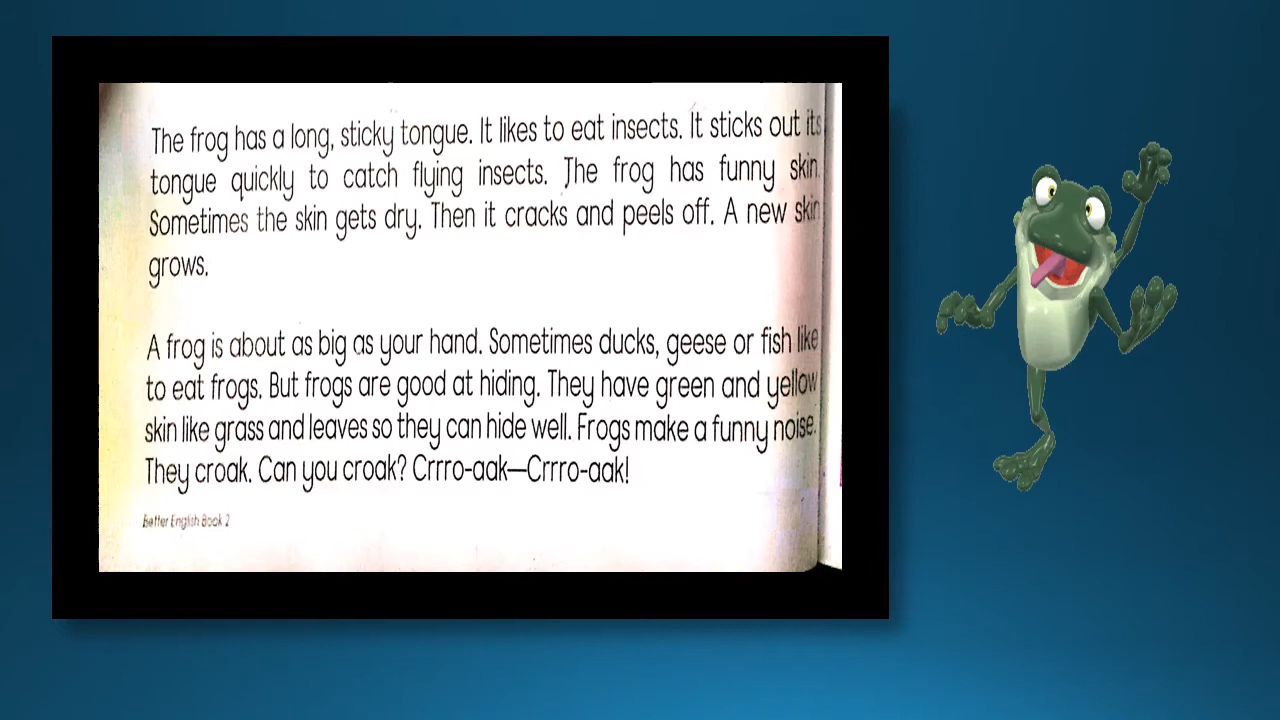 The frog has a long, sticky tongue. It likes to eat insects. It sticks out its
tongue quickly to catch flying insects. The frog has funny skin.
Sometimes the skin gets dry. Then it cracks and peels off. A new skin
grows.
A frog is about as big as your hand. Sometimes ducks, geese or fish like
to eat frogs. But frogs are good at hiding. They have green and yellow
skin like grass and leaves so they can hide well. Frogs make a funny noise.
They croak. Can you croak? Crrro-aak—Crrro-aak!
Better English Book 2